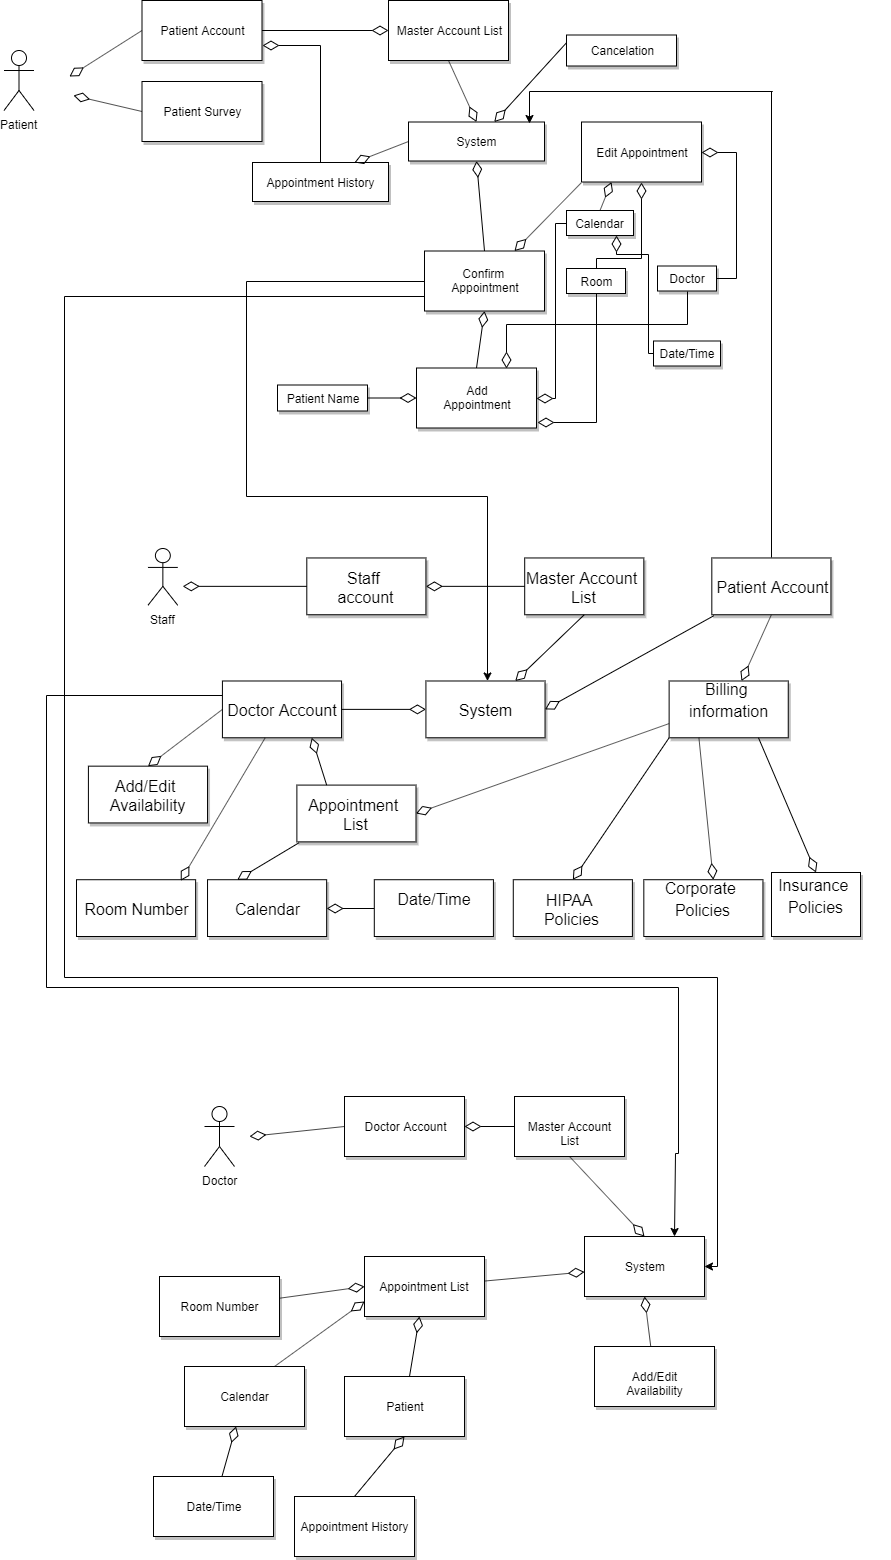 Patient Account
Master Account List
Cancelation
Patient
Patient Survey
System
Edit Appointment
Appointment History
Calendar
Confirm
Appointment
Room
Doctor
Date/Time
Patient Name
Add
Appointment
Staff
Staff
account
Master Account
List
Patient Account
Doctor Account
System
Billing
information
Add/Edit
Availability
Appointment
List
Room Number
Calendar
Date/Time
HIPAA
Policies
Corporate
Policies
Insurance
Policies
Doctor
Doctor Account
Master Account
List
System
Appointment List
Room Number
Add/Edit
Availability
Calendar
Patient
Date/Time
Appointment History